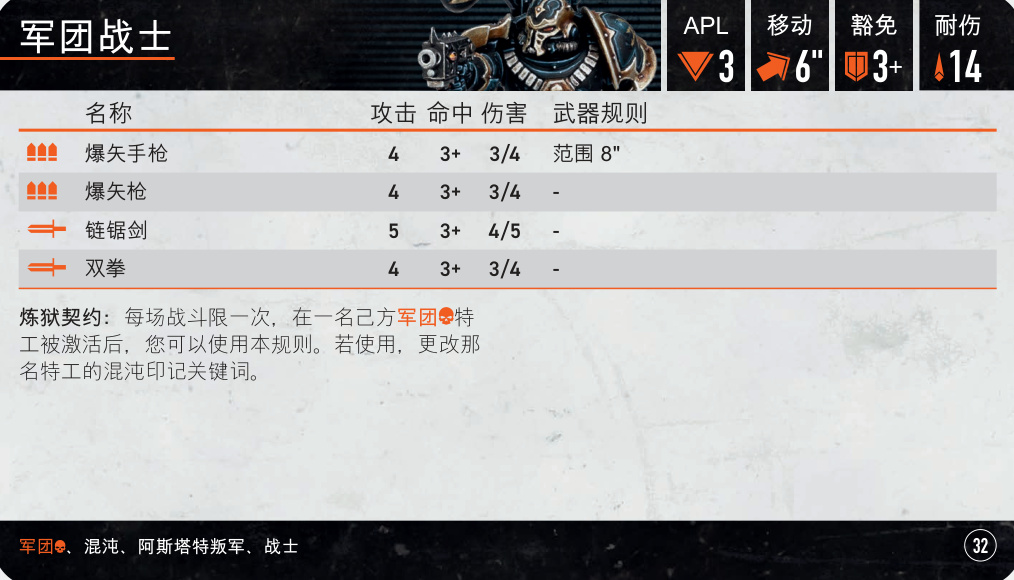 军团战士
APL 移动 豁免 耐伤
3 6" 3+ 14
名称 攻击 命中 伤害 武器规则
爆矢手枪 4 3+ 3/4 范围 8"
爆矢枪 4 3+ 3/4 -
链锯剑 5 3+ 4/5 -
双拳 4 3+ 3/4 -
炼狱契约：每场战斗限一次，在一名己方军团特
工被激活后，您可以使用本规则。若使用，更改那
名特工的混沌印记关键词。
军团、混沌、阿斯塔特叛军、战士
32